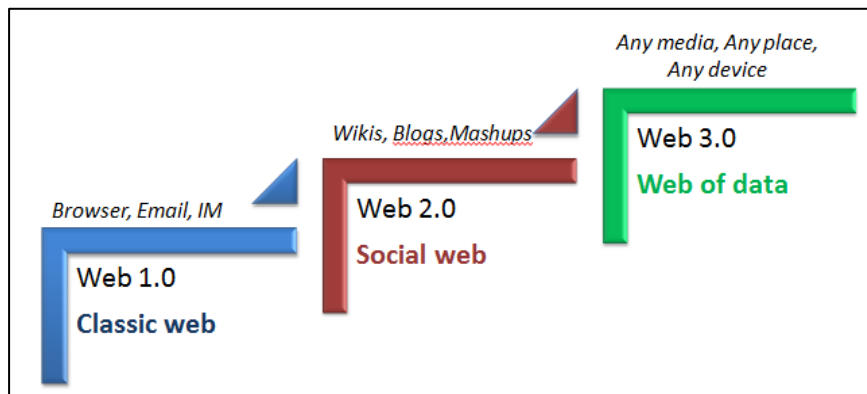 Any media, Any place,
Any device
Web 3.0
Web of data
Wikis, Blogs,Mashups
Web 2.0
Social web
Browser, Email, IM
Web 1.0
Classic web